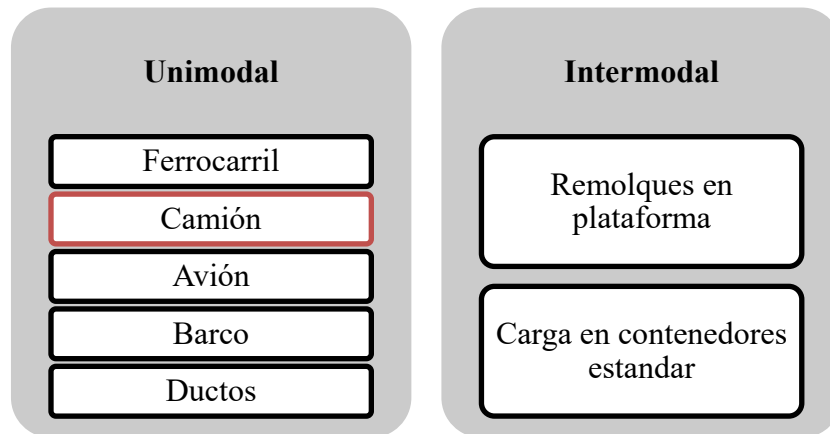 Unimodal
Ferrocarril
Camión
Avión
Barco
Ductos
Intermodal
Remolques en
plataforma
Carga en contenedores
estandar